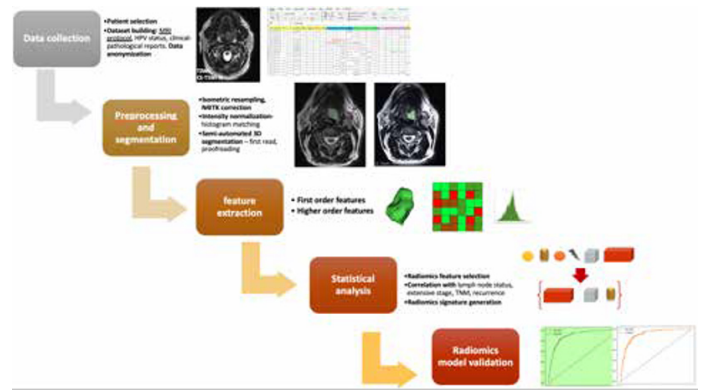 Data collection
•Patient selection
•Dataset building: MRI
protocol, HPV status, clinical-
pathological reports. Data
anonymization
Preprocessing
and
segmentation
•Isometric resampling,
MRTK correction
•Intensity normalization-
histogram matching
•Semi-automated 3D
segmentation – first read,
proofreading
feature
extraction
• First order features
• Higher order features
Statistical
analysis
•Radiomics feature selection
•Correlation with lymph node status,
extensive stage, TNM, recurrence
•Radiomics signature generation
Radiomics
model validation